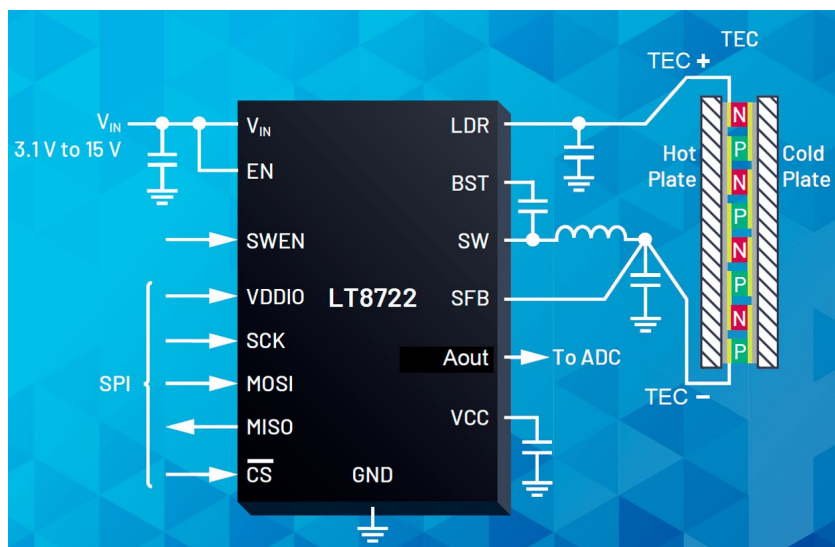 TEC
TEC +
VIN
3.1 V to 15 V
VIN
EN
SWEN
VDDIO
SCK
MOSI
MISO
CS
SPI
LT8722
GND
LDR
BST
SW
SFB
Aout
To ADC
VCC
Hot
Plate
Cold
Plate
N
P
N
P
N
P
N
P
TEC −